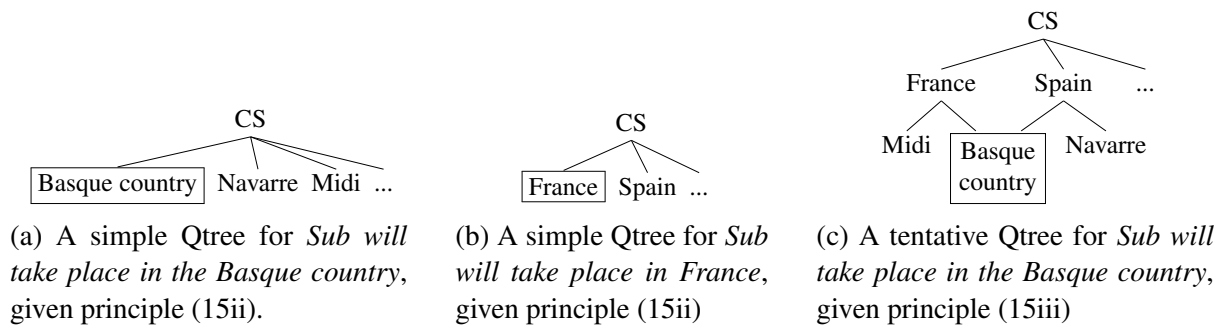 CS
Basque country Navarre Midi ...
(a) A simple Qtree for Sub will
take place in the Basque country,
given principle (15ii).
CS
France Spain ...
(b) A simple Qtree for Sub
will take place in France,
given principle (15ii)
CS
France Spain ...
Midi Basque country Navarre
(c) A tentative Qtree for Sub will
take place in the Basque country,
given principle (15iii)